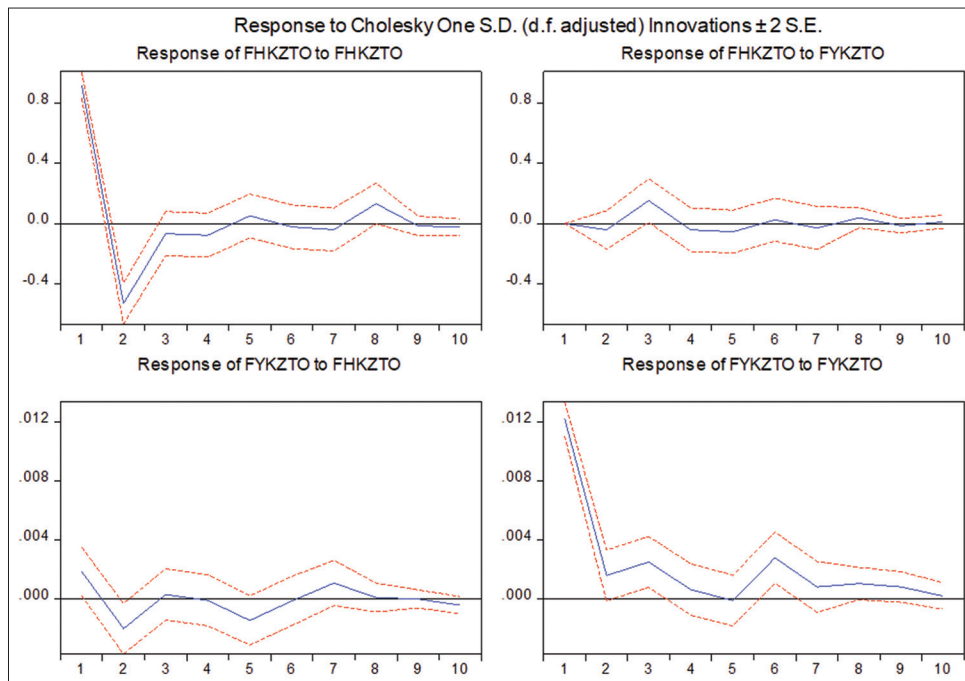 Response to Cholesky One S.D. (d.f. adjusted) Innovations ± 2 S.E.
Response of FHKZTO to FHKZTO
0.8
0.4
0.0
-0.4
1 2 3 4 5 6 7 8 9 10
Response of FHKZTO to FYKZTO
0.8
0.4
0.0
-0.4
1 2 3 4 5 6 7 8 9 10
Response of FYKZTO to FHKZTO
.012
.008
.004
.000
1 2 3 4 5 6 7 8 9 10
Response of FYKZTO to FYKZTO
.012
.008
.004
.000
1 2 3 4 5 6 7 8 9 10